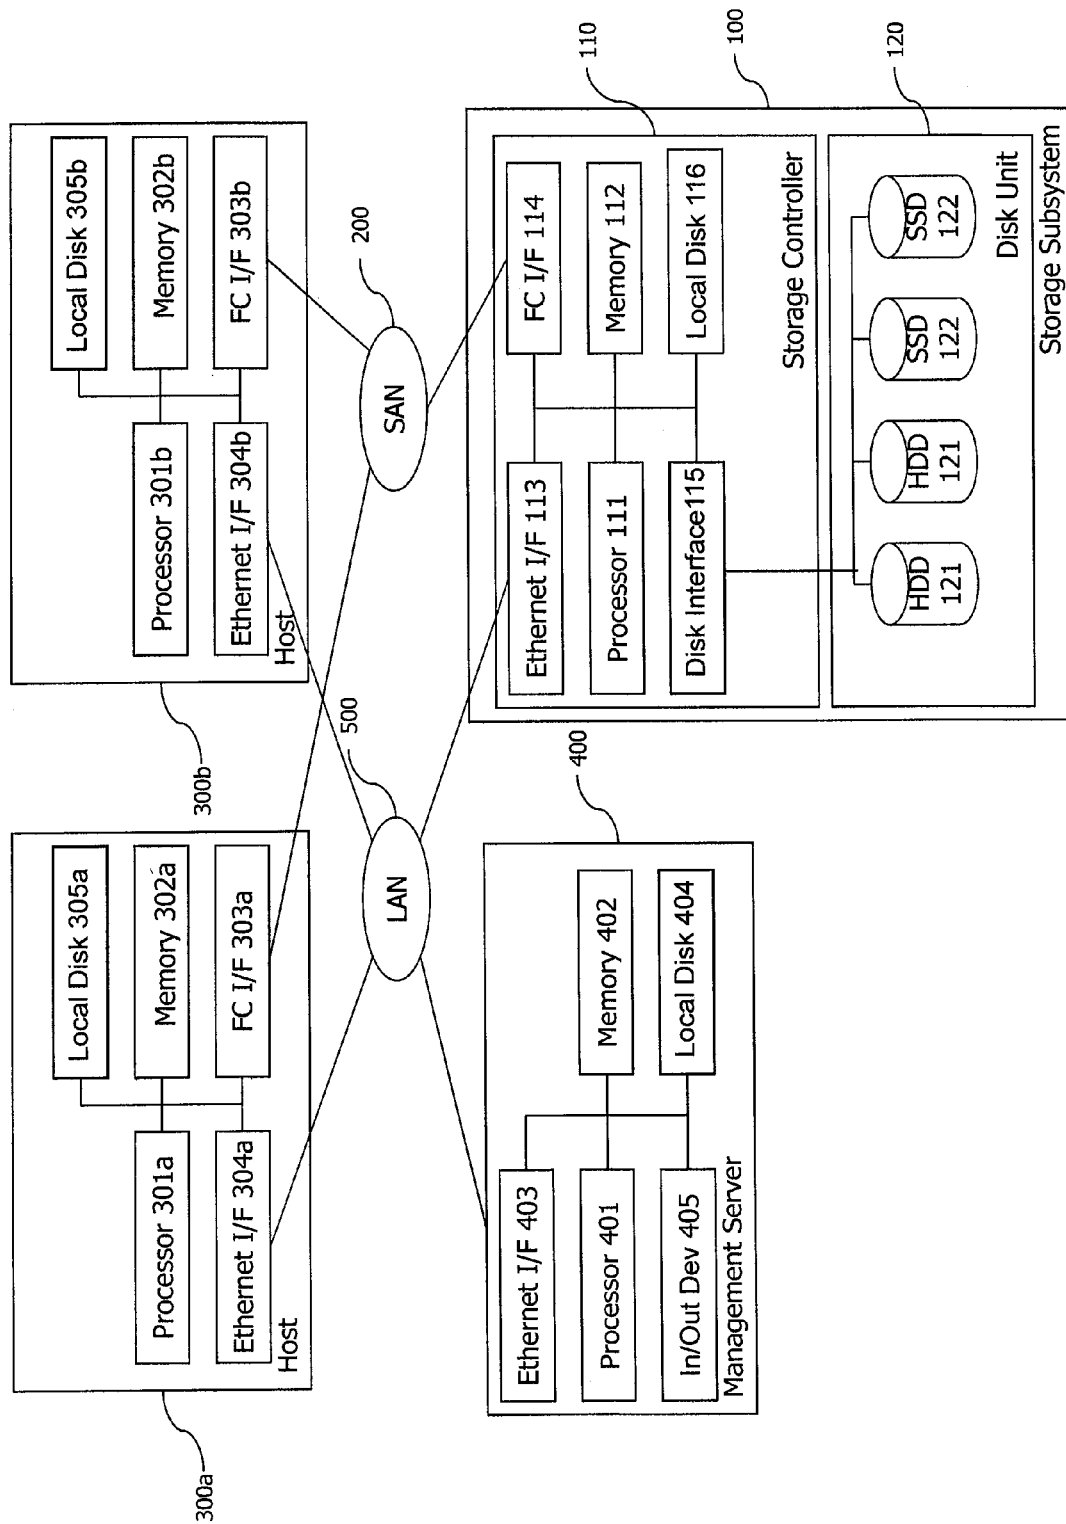 300a
Host
Processor 301a
Ethernet I/F 304a
Local Disk 305a
Memory 302a
FC I/F 303a
300b
Host
Processor 301b
Ethernet I/F 304b
Local Disk 305b
Memory 302b
FC I/F 303b
LAN
500
SAN
200
400
Ethernet I/F 403
Processor 401
In/Out Dev 405
Memory 402
Local Disk 404
Management Server
110
100
120
Ethernet I/F 113
Processor 111
Disk Interface115
FC I/F 114
Memory 112
Local Disk 116
Storage Controller
HDD
121
HDD
121
SSD
122
SSD
122
Disk Unit
Storage Subsystem